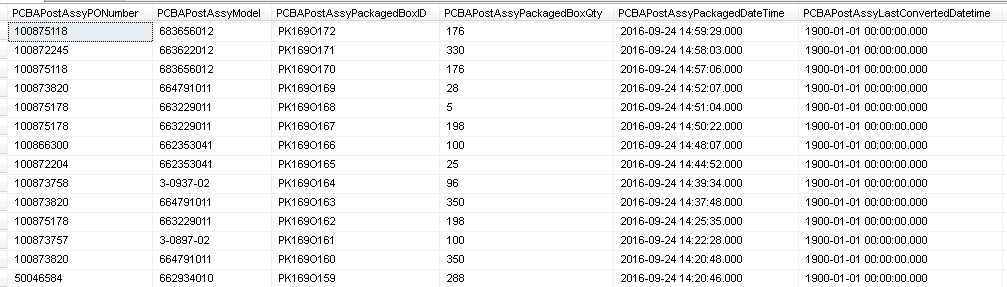 PCBAPostAssyPONumber PCBAPostAssyModel PCBAPostAssyPackagedBoxID PCBAPostAssyPackagedBoxQty PCBAPostAssyPackagedDateTime PCBAPostAssyLastConvertedDatetime
100875118 683656012 PK169O172 176 2016-09-24 14:59:29.000 1900-01-01 00:00:00.000
100872245 663622012 PK169O171 330 2016-09-24 14:58:03.000 1900-01-01 00:00:00.000
100875118 683656012 PK169O170 176 2016-09-24 14:57:06.000 1900-01-01 00:00:00.000
100873820 664791011 PK169O169 28 2016-09-24 14:52:07.000 1900-01-01 00:00:00.000
100875178 663229011 PK169O168 5 2016-09-24 14:51:04.000 1900-01-01 00:00:00.000
100875178 663229011 PK169O167 198 2016-09-24 14:50:22.000 1900-01-01 00:00:00.000
100866300 662353041 PK169O166 100 2016-09-24 14:48:07.000 1900-01-01 00:00:00.000
100872204 662353041 PK169O165 25 2016-09-24 14:44:52.000 1900-01-01 00:00:00.000
100873758 3-0937-02 PK169O164 96 2016-09-24 14:39:34.000 1900-01-01 00:00:00.000
100873820 664791011 PK169O163 350 2016-09-24 14:37:48.000 1900-01-01 00:00:00.000
100875178 663229011 PK169O162 198 2016-09-24 14:25:35.000 1900-01-01 00:00:00.000
100873757 3-0897-02 PK169O161 100 2016-09-24 14:22:28.000 1900-01-01 00:00:00.000
100873820 664791011 PK169O160 350 2016-09-24 14:20:48.000 1900-01-01 00:00:00.000
50046584 662934010 PK169O159 288 2016-09-24 14:20:46.000 1900-01-01 00:00:00.000